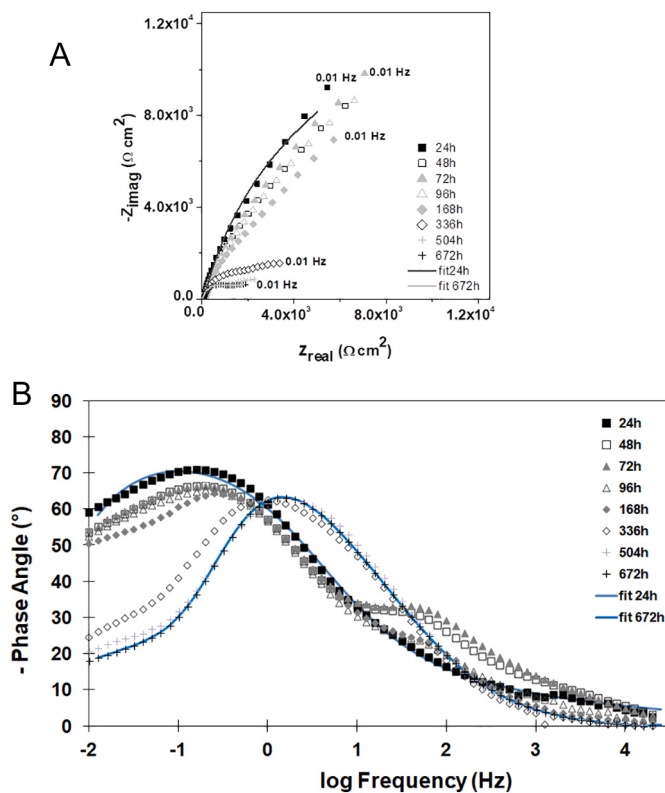 A
1.2x10⁴
8.0x10³
4.0x10³
0.0
-Z_imag (Ω cm²)
0.01 Hz
0.01 Hz
0.01 Hz
0.01 Hz
0.01 Hz
24h
48h
72h
96h
168h
336h
504h
672h
fit24h
fit 672h
0.0 4.0x10³ 8.0x10³ 1.2x10⁴
z_real (Ω cm²)
B
90
80
70
60
50
40
30
20
10
0
- Phase Angle (°)
24h
48h
72h
96h
168h
336h
504h
672h
fit 24h
fit 672h
-2 -1 0 1 2 3 4
log Frequency (Hz)